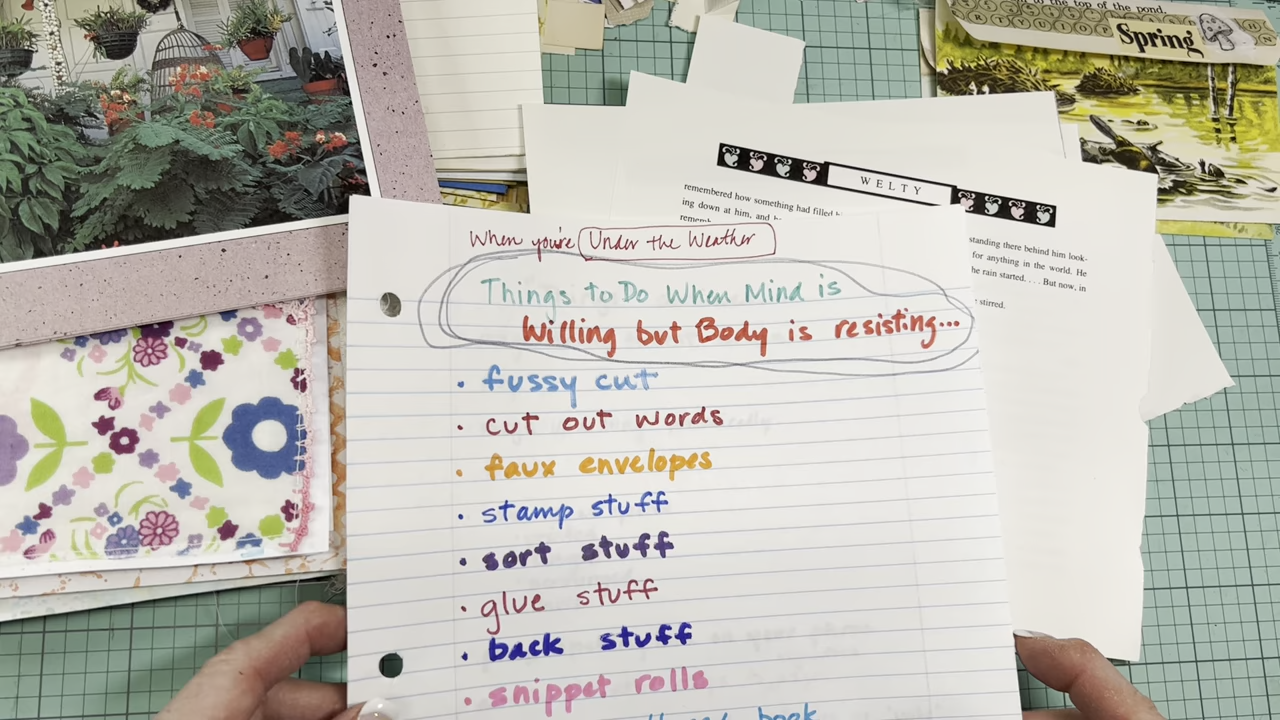 to the top of the pond.
Spring
WELTY
remembered how something had filled
ing down at him, and
standing there behind him look-
for anything in the world. He
he rain started. . . . But now, in
stirred.
When you're Under the Weather
Things to Do When Mind is
Willing but Body is resisting...
• fussy cut
• cut out words
• faux envelopes
• stamp stuff
• sort stuff
• glue stuff
• back stuff
• snippet rolls
book